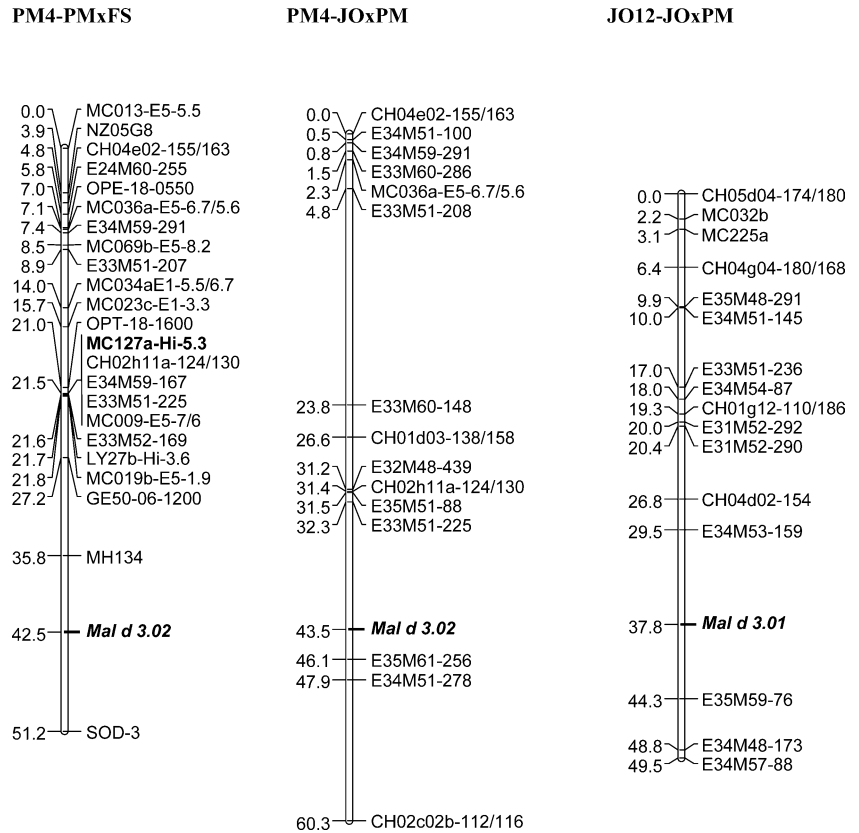 PM4-PMxFS
0.0 MC013-E5-5.5
3.9 NZ05G8
4.8 CH04e02-155/163
5.8 E24M60-255
7.0 OPE-18-0550
7.1 MC036a-E5-6.7/5.6
7.4 E34M59-291
8.5 MC069b-E5-8.2
8.9 E33M51-207
14.0 MC034aE1-5.5/6.7
15.7 MC023c-E1-3.3
21.0 OPT-18-1600
MC127a-Hi-5.3
CH02h11a-124/130
21.5 E34M59-167
E33M51-225
MC009-E5-7/6
21.6 E33M52-169
21.7 LY27b-Hi-3.6
21.8 MC019b-E5-1.9
27.2 GE50-06-1200
35.8 MH134
42.5 Mal d 3.02
51.2 SOD-3
PM4-JOxPM
0.0 CH04e02-155/163
0.5 E34M51-100
0.8 E34M59-291
1.5 E33M60-286
2.3 MC036a-E5-6.7/5.6
4.8 E33M51-208
23.8 E33M60-148
26.6 CH01d03-138/158
31.2 E32M48-439
31.4 CH02h11a-124/130
31.5 E35M51-88
32.3 E33M51-225
43.5 Mal d 3.02
46.1 E35M61-256
47.9 E34M51-278
60.3 CH02c02b-112/116
JO12-JOxPM
0.0 CH05d04-174/180
2.2 MC032b
3.1 MC225a
6.4 CH04g04-180/168
9.9 E35M48-291
10.0 E34M51-145
17.0 E33M51-236
18.0 E34M54-87
19.3 CH01g12-110/186
20.0 E31M52-292
20.4 E31M52-290
26.8 CH04d02-154
29.5 E34M53-159
37.8 Mal d 3.01
44.3 E35M59-76
48.8 E34M48-173
49.5 E34M57-88